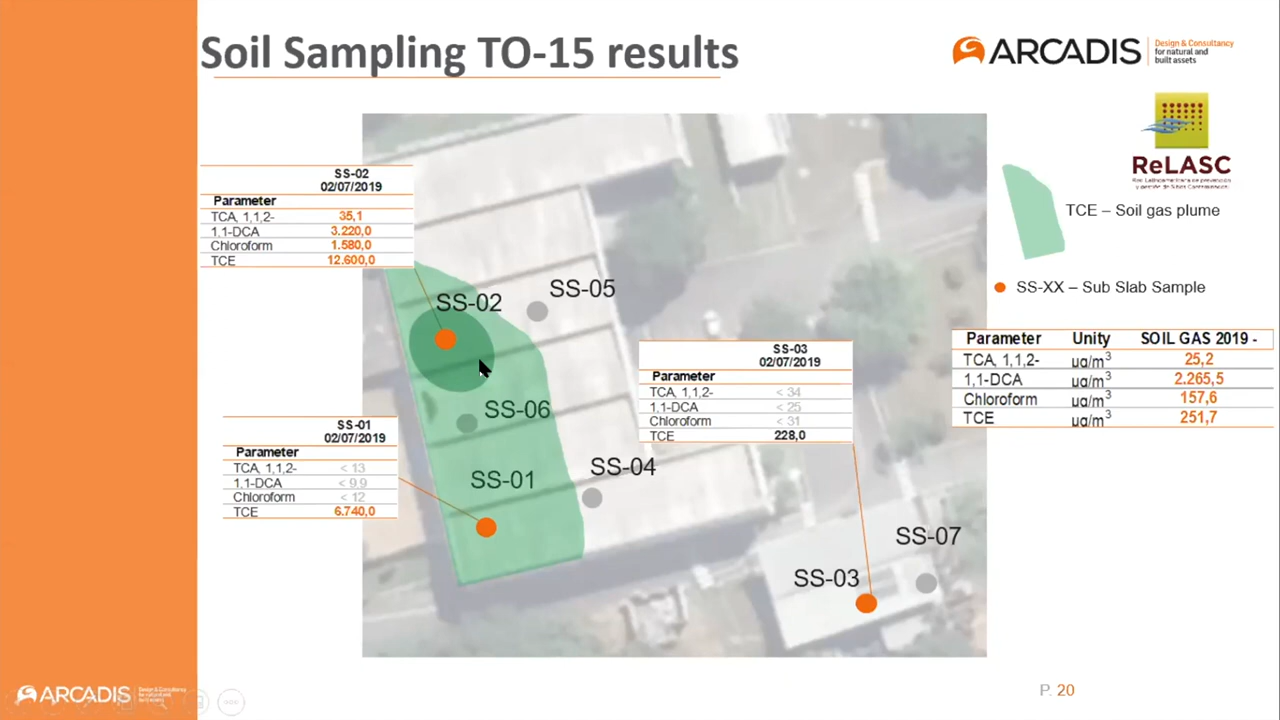 Soil Sampling TO-15 results
ARCADIS
Design & Consultancy
for natural and
built assets
ReLASC
TCE – Soil gas plume
SS-XX – Sub Slab Sample
SS-02
02/07/2019
Parameter
TCA, 1,1,2- 35,1
1,1-DCA 3.220,0
Chloroform 1.580,0
TCE 12.600,0
SS-02
SS-05
SS-06
SS-01
SS-04
SS-07
SS-03
SS-03
02/07/2019
Parameter
TCA, 1,1,2- < 34
1,1-DCA < 25
Chloroform < 31
TCE 228,0
Parameter Unity SOIL GAS 2019 -
TCA, 1,1,2- ug/m³ 25,2
1,1-DCA ug/m³ 2.265,5
Chloroform ug/m³ 157,6
TCE ug/m³ 251,7
SS-01
02/07/2019
Parameter
TCA, 1,1,2- < 13
1,1-DCA < 9,9
Chloroform < 12
TCE 6.740,0
ARCADIS
P. 20